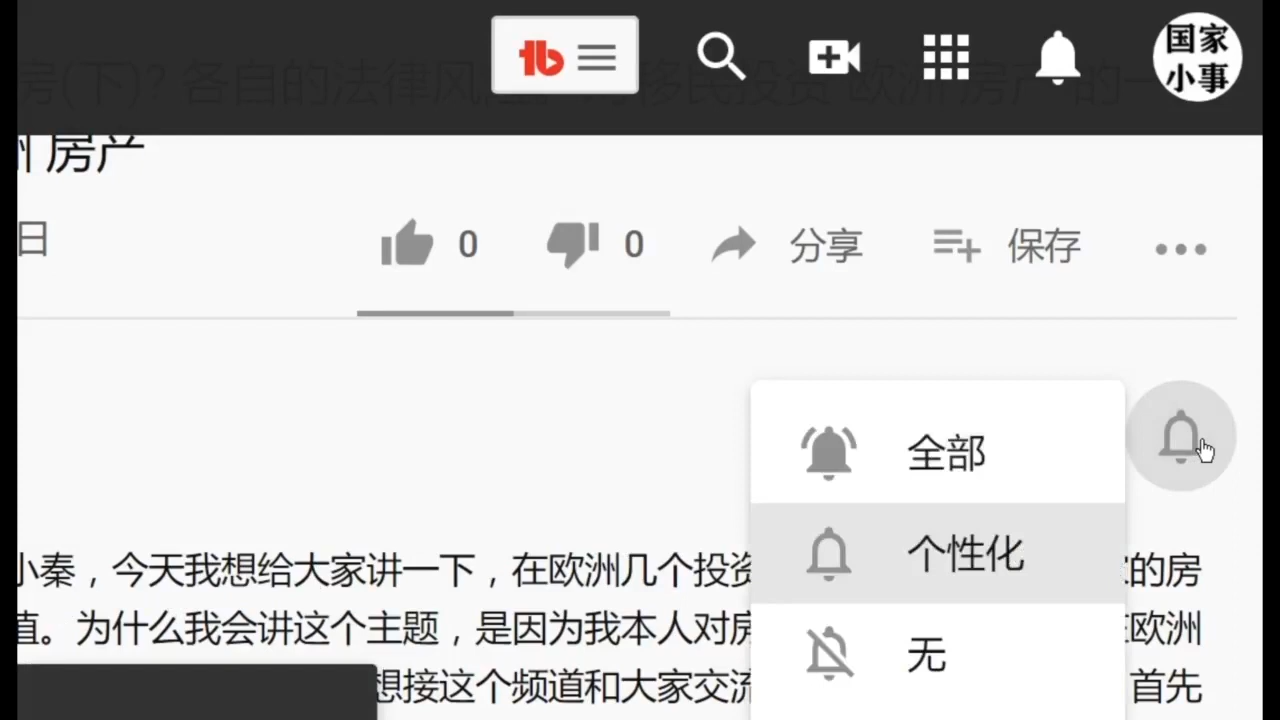 tb
国家
小事
房(下)? 各自的法律风 移民投资 欧洲 房产 的一
房产
日
0
0
分享
保存
全部
个性化
无
小秦，今天我想给大家讲一下，在欧洲几个投资 的房
值。为什么我会讲这个主题，是因为我本人对房 欧洲
想接这个频道和大家交流 首先